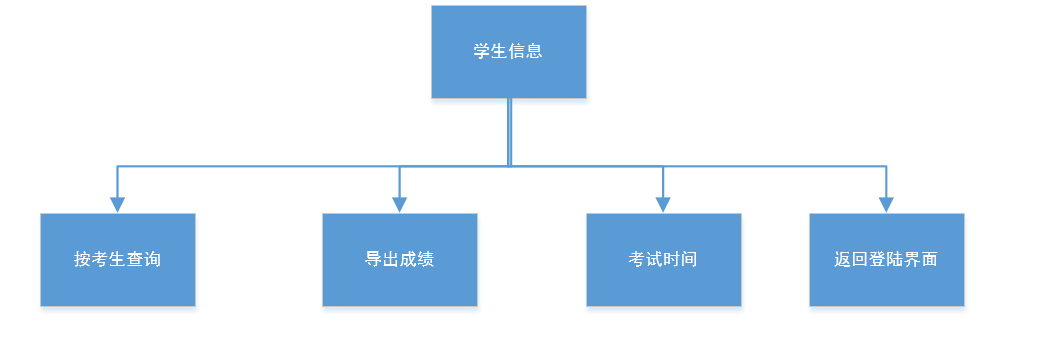 学生信息
按考生查询
导出成绩
考试时间
返回登陆界面